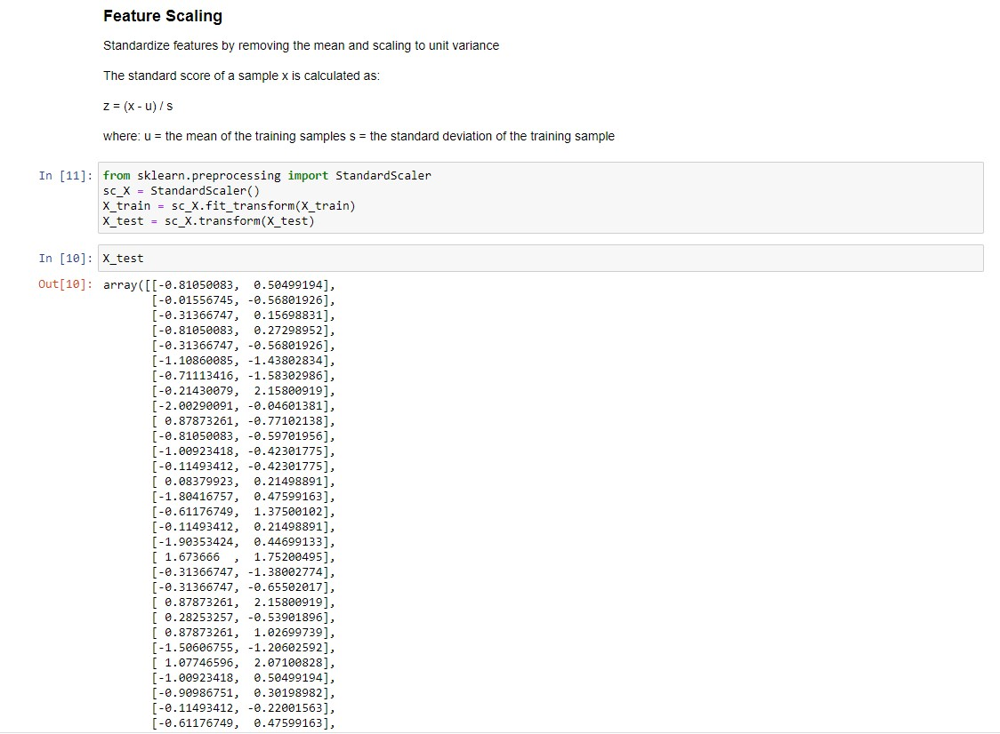 Feature Scaling
Standardize features by removing the mean and scaling to unit variance
The standard score of a sample x is calculated as:
z = (x - u) / s
where: u = the mean of the training samples s = the standard deviation of the training sample
In [11]: from sklearn.preprocessing import StandardScaler
sc_X = StandardScaler()
X_train = sc_X.fit_transform(X_train)
X_test = sc_X.transform(X_test)
In [10]: X_test
Out[10]: array([[-0.81050083,  0.50499194],
[-0.01556745, -0.56801926],
[-0.31366747,  0.15698831],
[-0.81050083,  0.27298952],
[-0.31366747, -0.56801926],
[-1.10860085, -1.43802834],
[-0.71113416, -1.58302986],
[-0.21430079,  2.15800919],
[-2.00290091, -0.04601381],
[ 0.87873261, -0.77102138],
[-0.81050083, -0.59701956],
[-1.00923418, -0.42301775],
[-0.11493412, -0.42301775],
[ 0.08379923,  0.21498891],
[-1.80416757,  0.47599163],
[-0.61176749,  1.37500102],
[-0.11493412,  0.21498891],
[-1.90353424,  0.44699133],
[ 1.673666  ,  1.75200495],
[-0.31366747, -1.38002774],
[-0.31366747, -0.65502017],
[ 0.87873261,  2.15800919],
[ 0.28253257, -0.53901896],
[ 0.87873261,  1.02699739],
[-1.50606755, -1.20602592],
[ 1.07746596,  2.07100828],
[-1.00923418,  0.50499194],
[-0.90986751,  0.30198982],
[-0.11493412, -0.22001563],
[-0.61176749,  0.47599163],